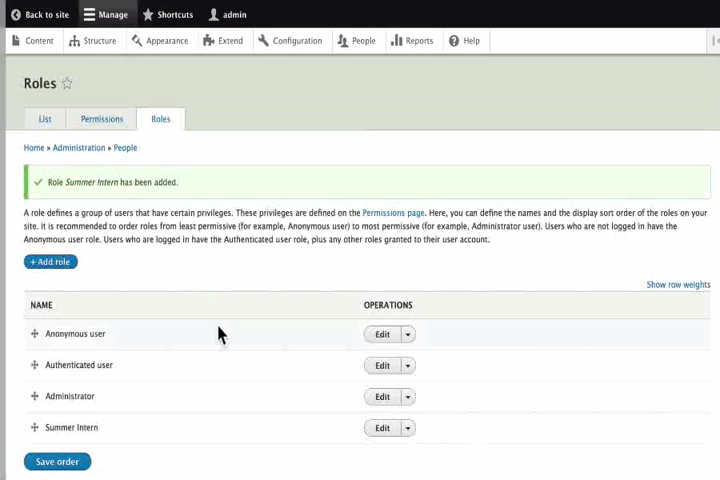 Back to site Manage Shortcuts admin
Content Structure Appearance Extend Configuration People Reports Help
Roles
List Permissions Roles
Home » Administration » People
Role Summer Intern has been added.
A role defines a group of users that have certain privileges. These privileges are defined on the Permissions page. Here, you can define the names and the display sort order of the roles on your
site. It is recommended to order roles from least permissive (for example, Anonymous user) to most permissive (for example, Administrator user). Users who are not logged in have the
Anonymous user role. Users who are logged in have the Authenticated user role, plus any other roles granted to their user account.
+ Add role
Show row weights
NAME OPERATIONS
Anonymous user Edit
Authenticated user Edit
Administrator Edit
Summer Intern Edit
Save order